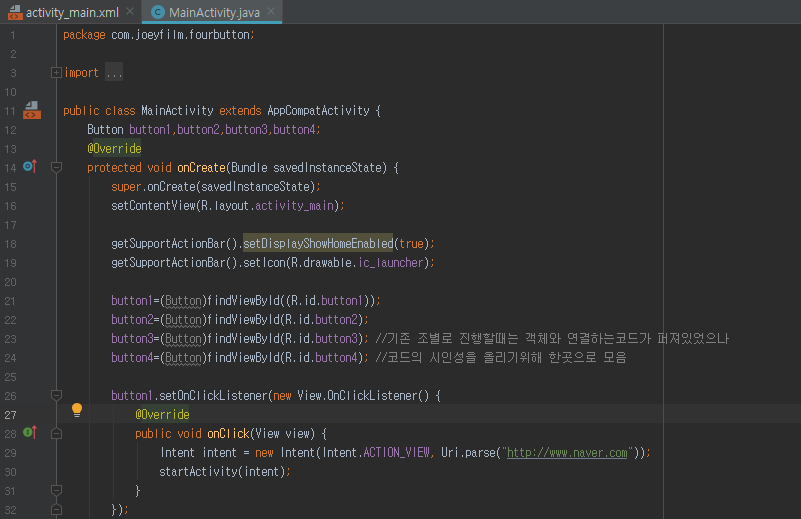 activity_main.xml MainActivity.java
1 package com.joeyfilm.fourbutton;
2
3 import ...
10
11 public class MainActivity extends AppCompatActivity {
12 Button button1,button2,button3,button4;
13 @Override
14 protected void onCreate(Bundle savedInstanceState) {
15 super.onCreate(savedInstanceState);
16 setContentView(R.layout.activity_main);
17
18 getSupportActionBar().setDisplayShowHomeEnabled(true);
19 getSupportActionBar().setIcon(R.drawable.ic_launcher);
20
21 button1=(Button)findViewById((R.id.button1));
22 button2=(Button)findViewById(R.id.button2);
23 button3=(Button)findViewById(R.id.button3); //기존 조별로 진행할때는 객체와 연결하는코드가 퍼져있었으나
24 button4=(Button)findViewById(R.id.button4); //코드의 시인성을 올리기위해 한곳으로 모음
25
26 button1.setOnClickListener(new View.OnClickListener() {
27 @Override
28 public void onClick(View view) {
29 Intent intent = new Intent(Intent.ACTION_VIEW, Uri.parse("http://www.naver.com"));
30 startActivity(intent);
31 }
32 });